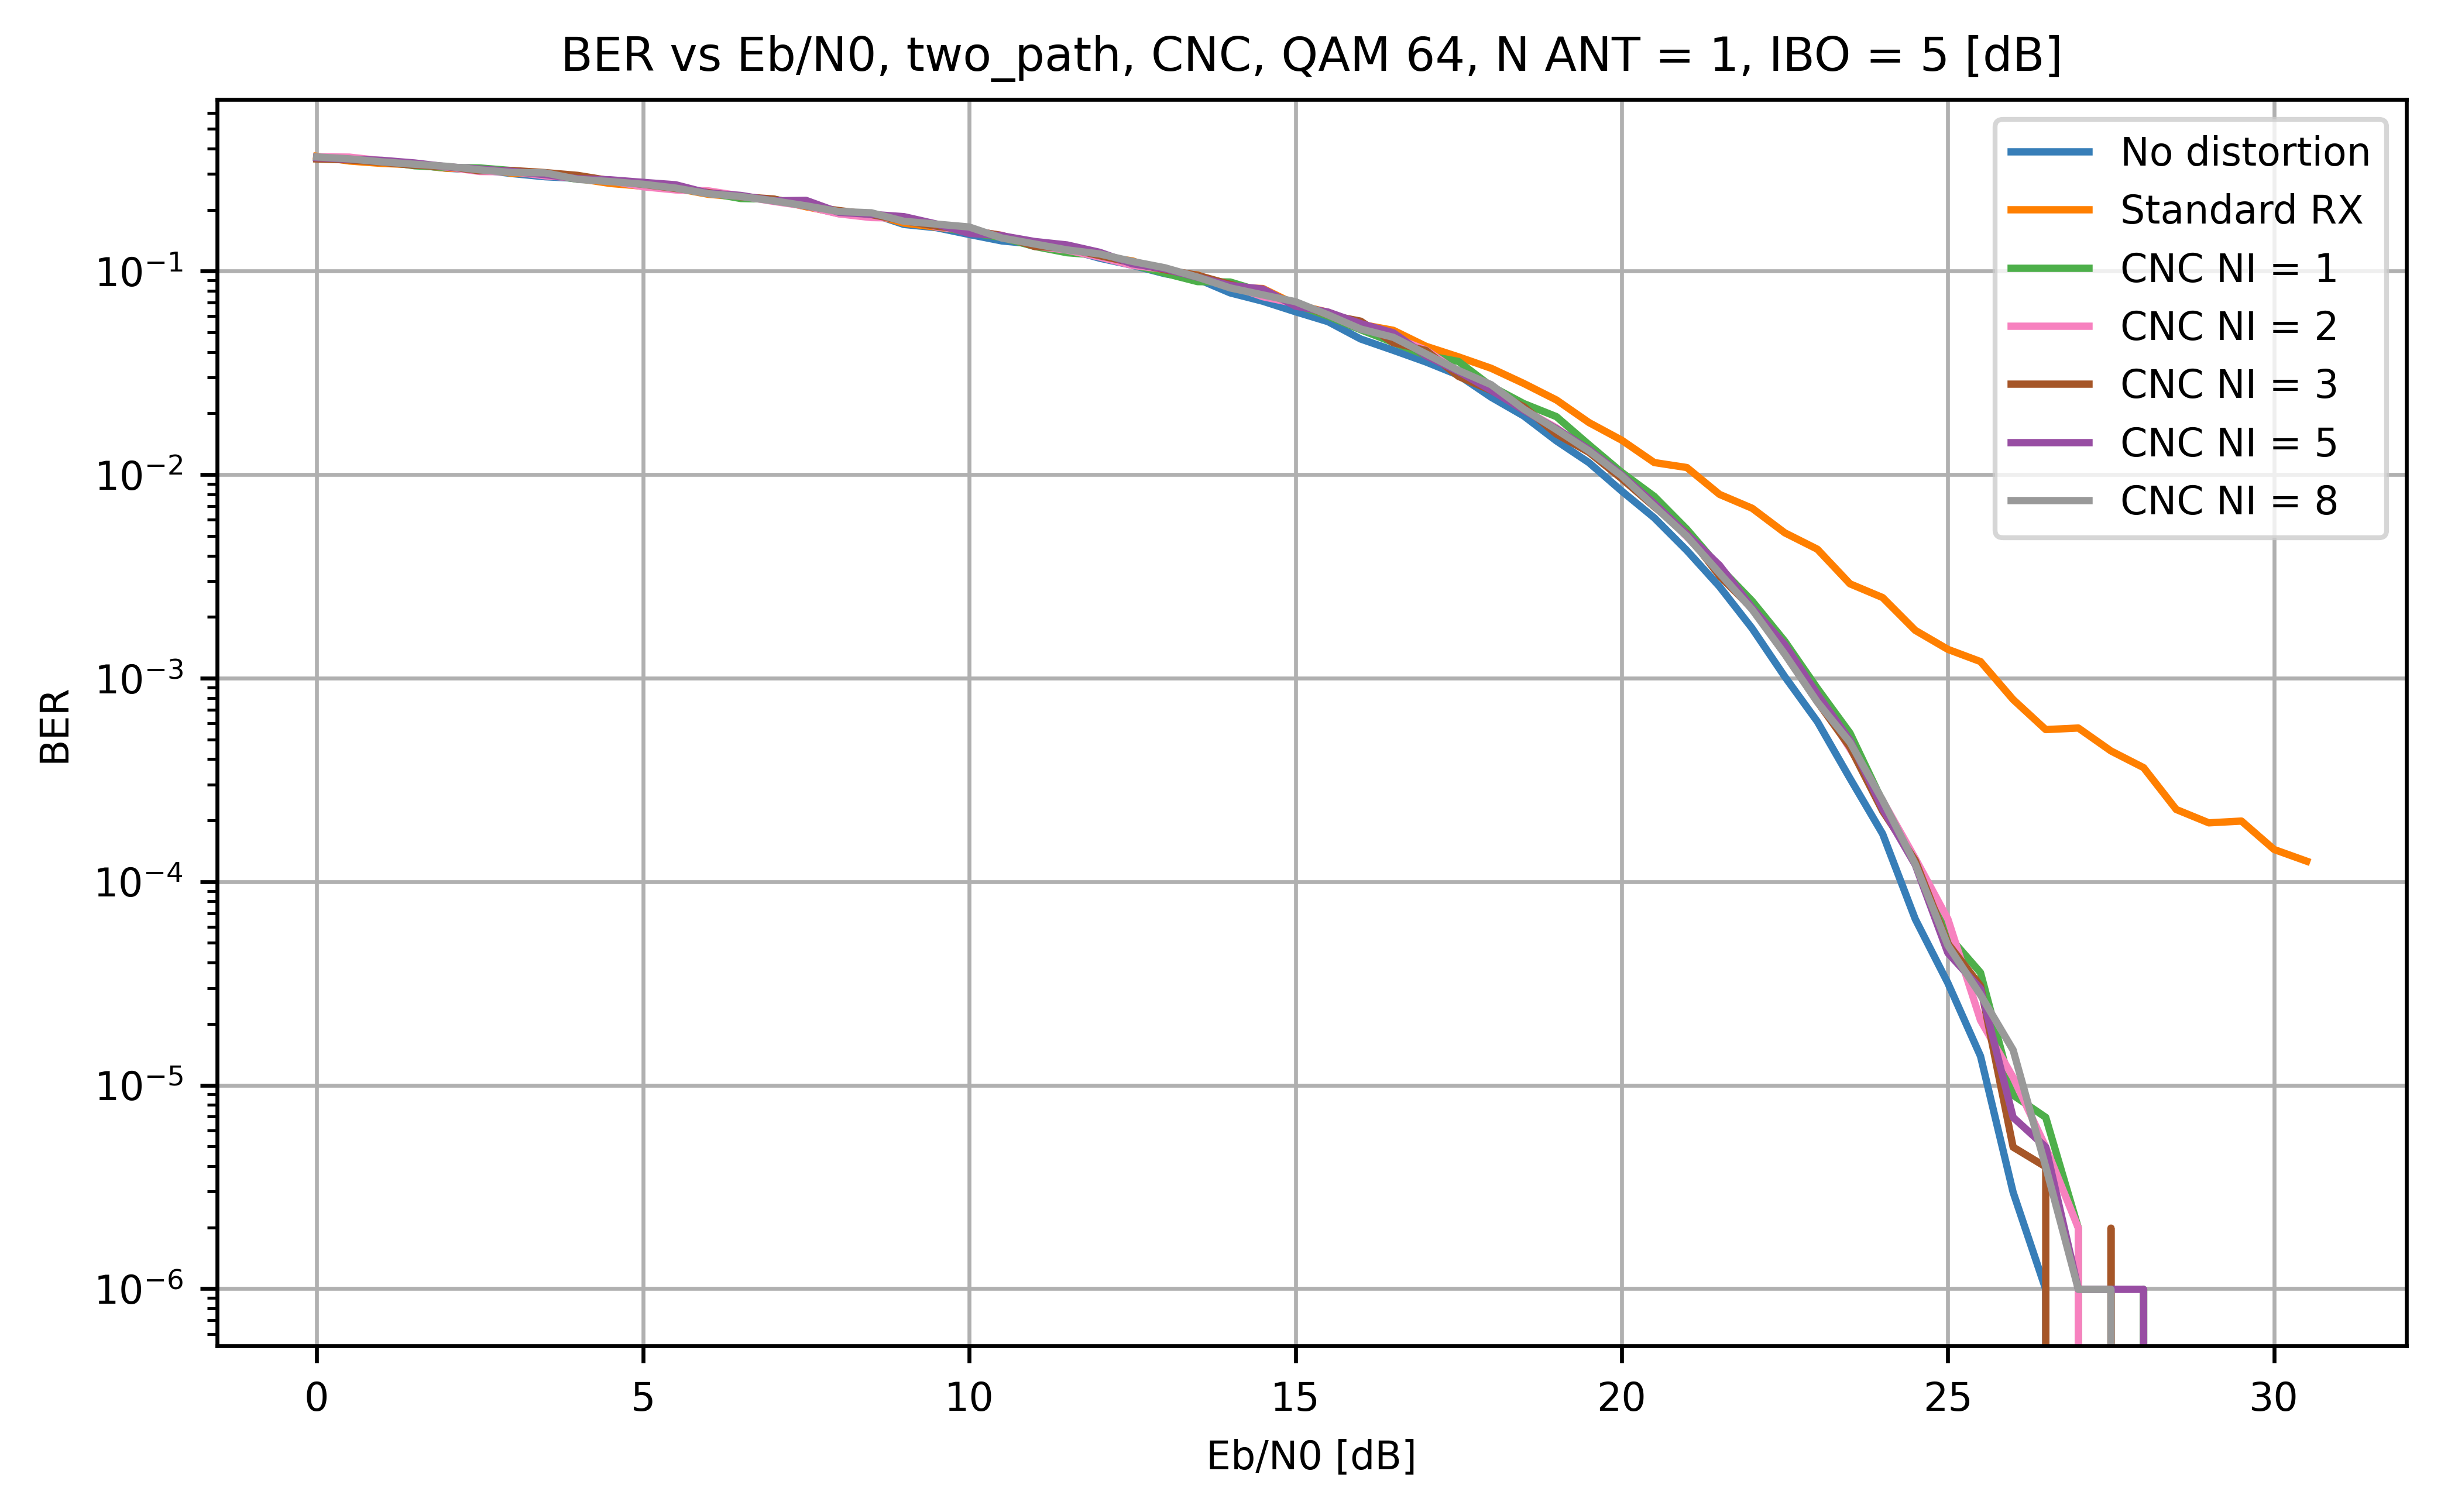 BER vs Eb/N0, two_path, CNC, QAM 64, N ANT = 1, IBO = 5 [dB]
No distortion
Standard RX
CNC NI = 1
CNC NI = 2
CNC NI = 3
CNC NI = 5
CNC NI = 8
10⁻¹
10⁻²
10⁻³
10⁻⁴
10⁻⁵
10⁻⁶
BER
0 5 10 15 20 25 30
Eb/N0 [dB]